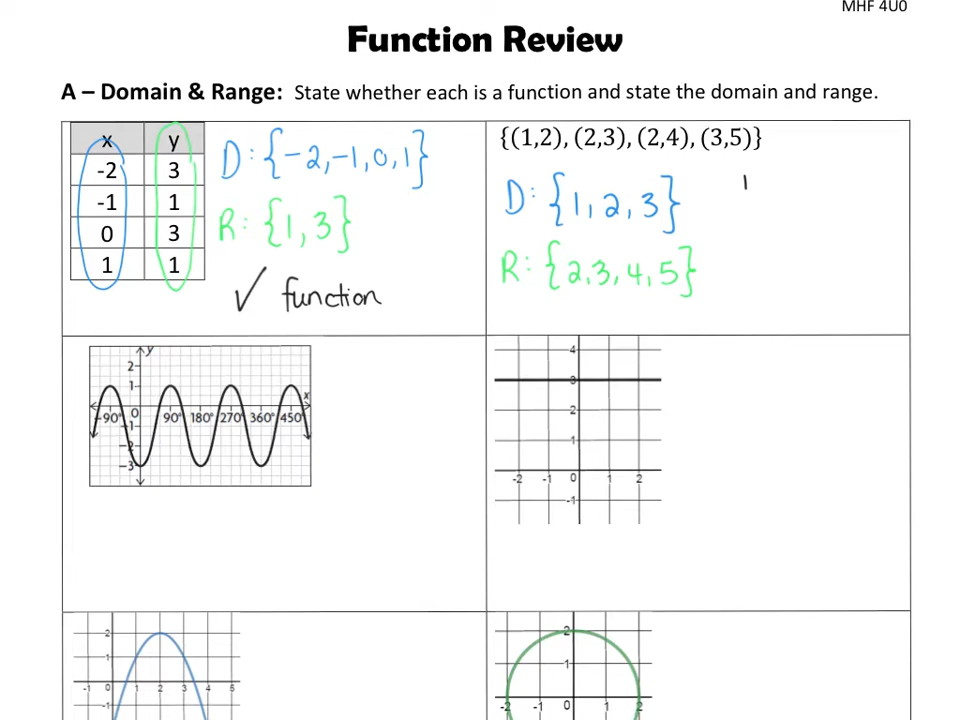 MHF 4U0
Function Review
A – Domain & Range: State whether each is a function and state the domain and range.
x y
-2 3
-1 1
0 3
1 1
D: {-2,-1,0,1}
R: {1,3}
✓ function
{(1,2), (2,3), (2,4), (3,5)}
D: {1,2,3}
R: {2,3,4,5}
y
2
1
x
-90° 0 90° 180° 270° 360° 450°
-1
-2
-3
4
3
2
1
-2 -1 0 1 2
-1
2
1
-1 0 1 2 3 4 5
-1
2
1
-2 -1 0 1 2